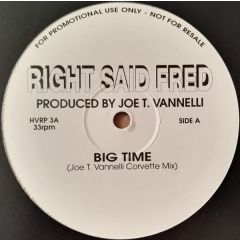 FOR PROMOTIONAL USE ONLY - NOT FOR RESALE
RIGHT SAID FRED
PRODUCED BY JOE T. VANNELLI
HVRP 3A
33rpm
SIDE A
BIG TIME
(Joe T. Vannelli Corvette Mix)